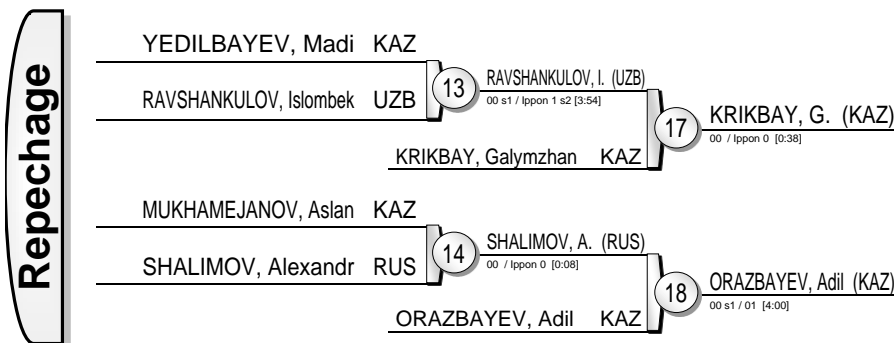 Repechage
YEDILBAYEV, Madi KAZ
RAVSHANKULOV, Islombek UZB
13
RAVSHANKULOV, I. (UZB)
00 s1 / Ippon 1 s2 [3:54]
KRIKBAY, Galymzhan KAZ
17
KRIKBAY, G. (KAZ)
00 / Ippon 0 [0:38]
MUKHAMEJANOV, Aslan KAZ
SHALIMOV, Alexandr RUS
14
SHALIMOV, A. (RUS)
00 / Ippon 0 [0:08]
ORAZBAYEV, Adil KAZ
18
ORAZBAYEV, Adil (KAZ)
00 s1 / 01 [4:00]